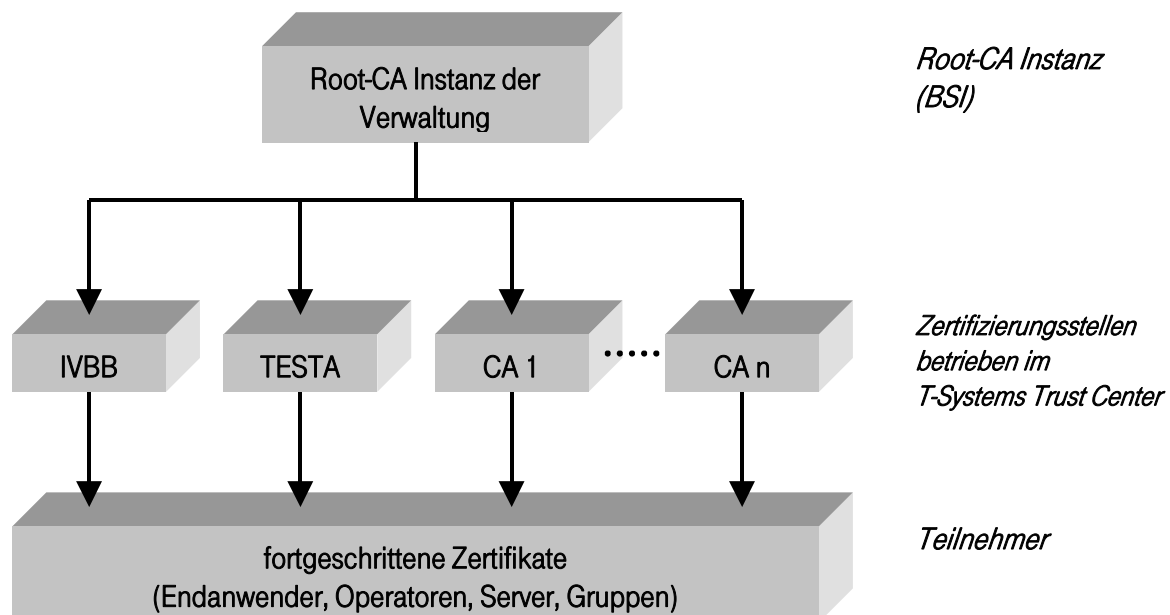 Root-CA Instanz der
Verwaltung
Root-CA Instanz
(BSI)
IVBB
TESTA
CA 1
......
CA n
Zertifizierungsstellen
betrieben im
T-Systems Trust Center
fortgeschrittene Zertifikate
(Endanwender, Operatoren, Server, Gruppen)
Teilnehmer